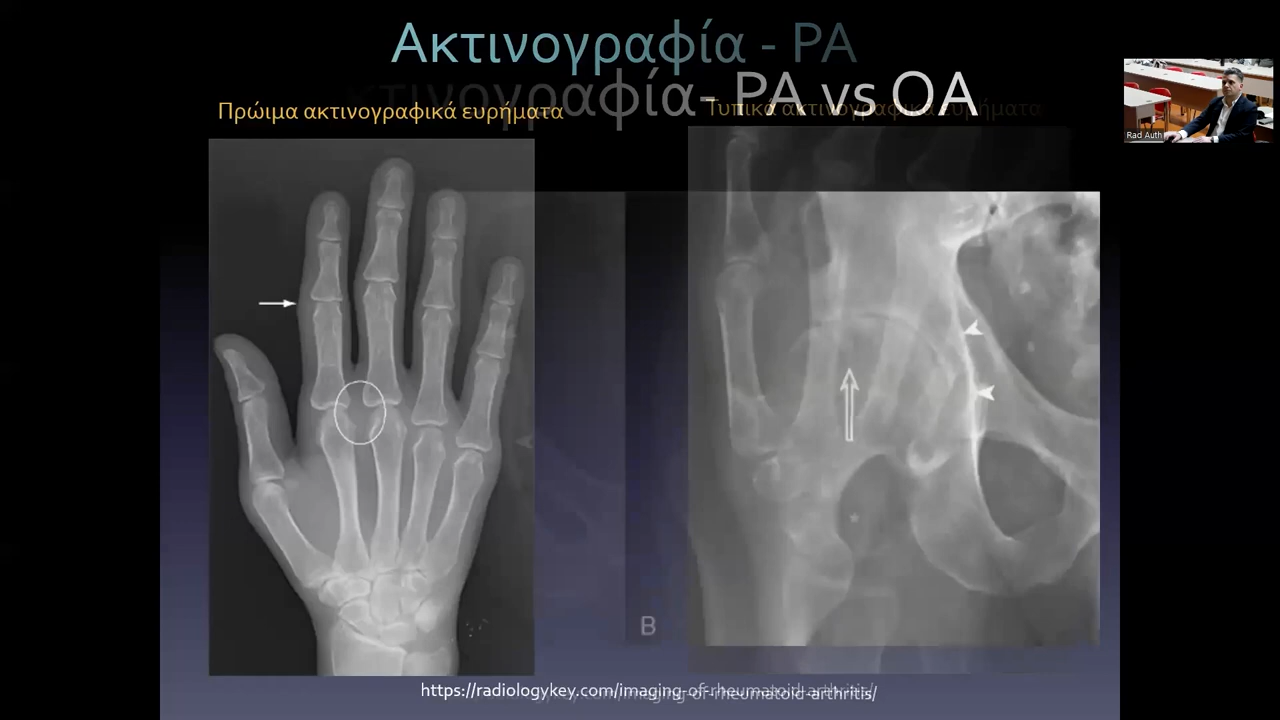 Ακτινογραφία - PA
Ακτινογραφία- PA vs OA
Πρώιμα ακτινογραφικά ευρήματα
Τυπικά ακτινογραφικά ευρήματα
Rad Auth
B
https://radiologykey.com/imaging-of-rheumatoid-arthritis/